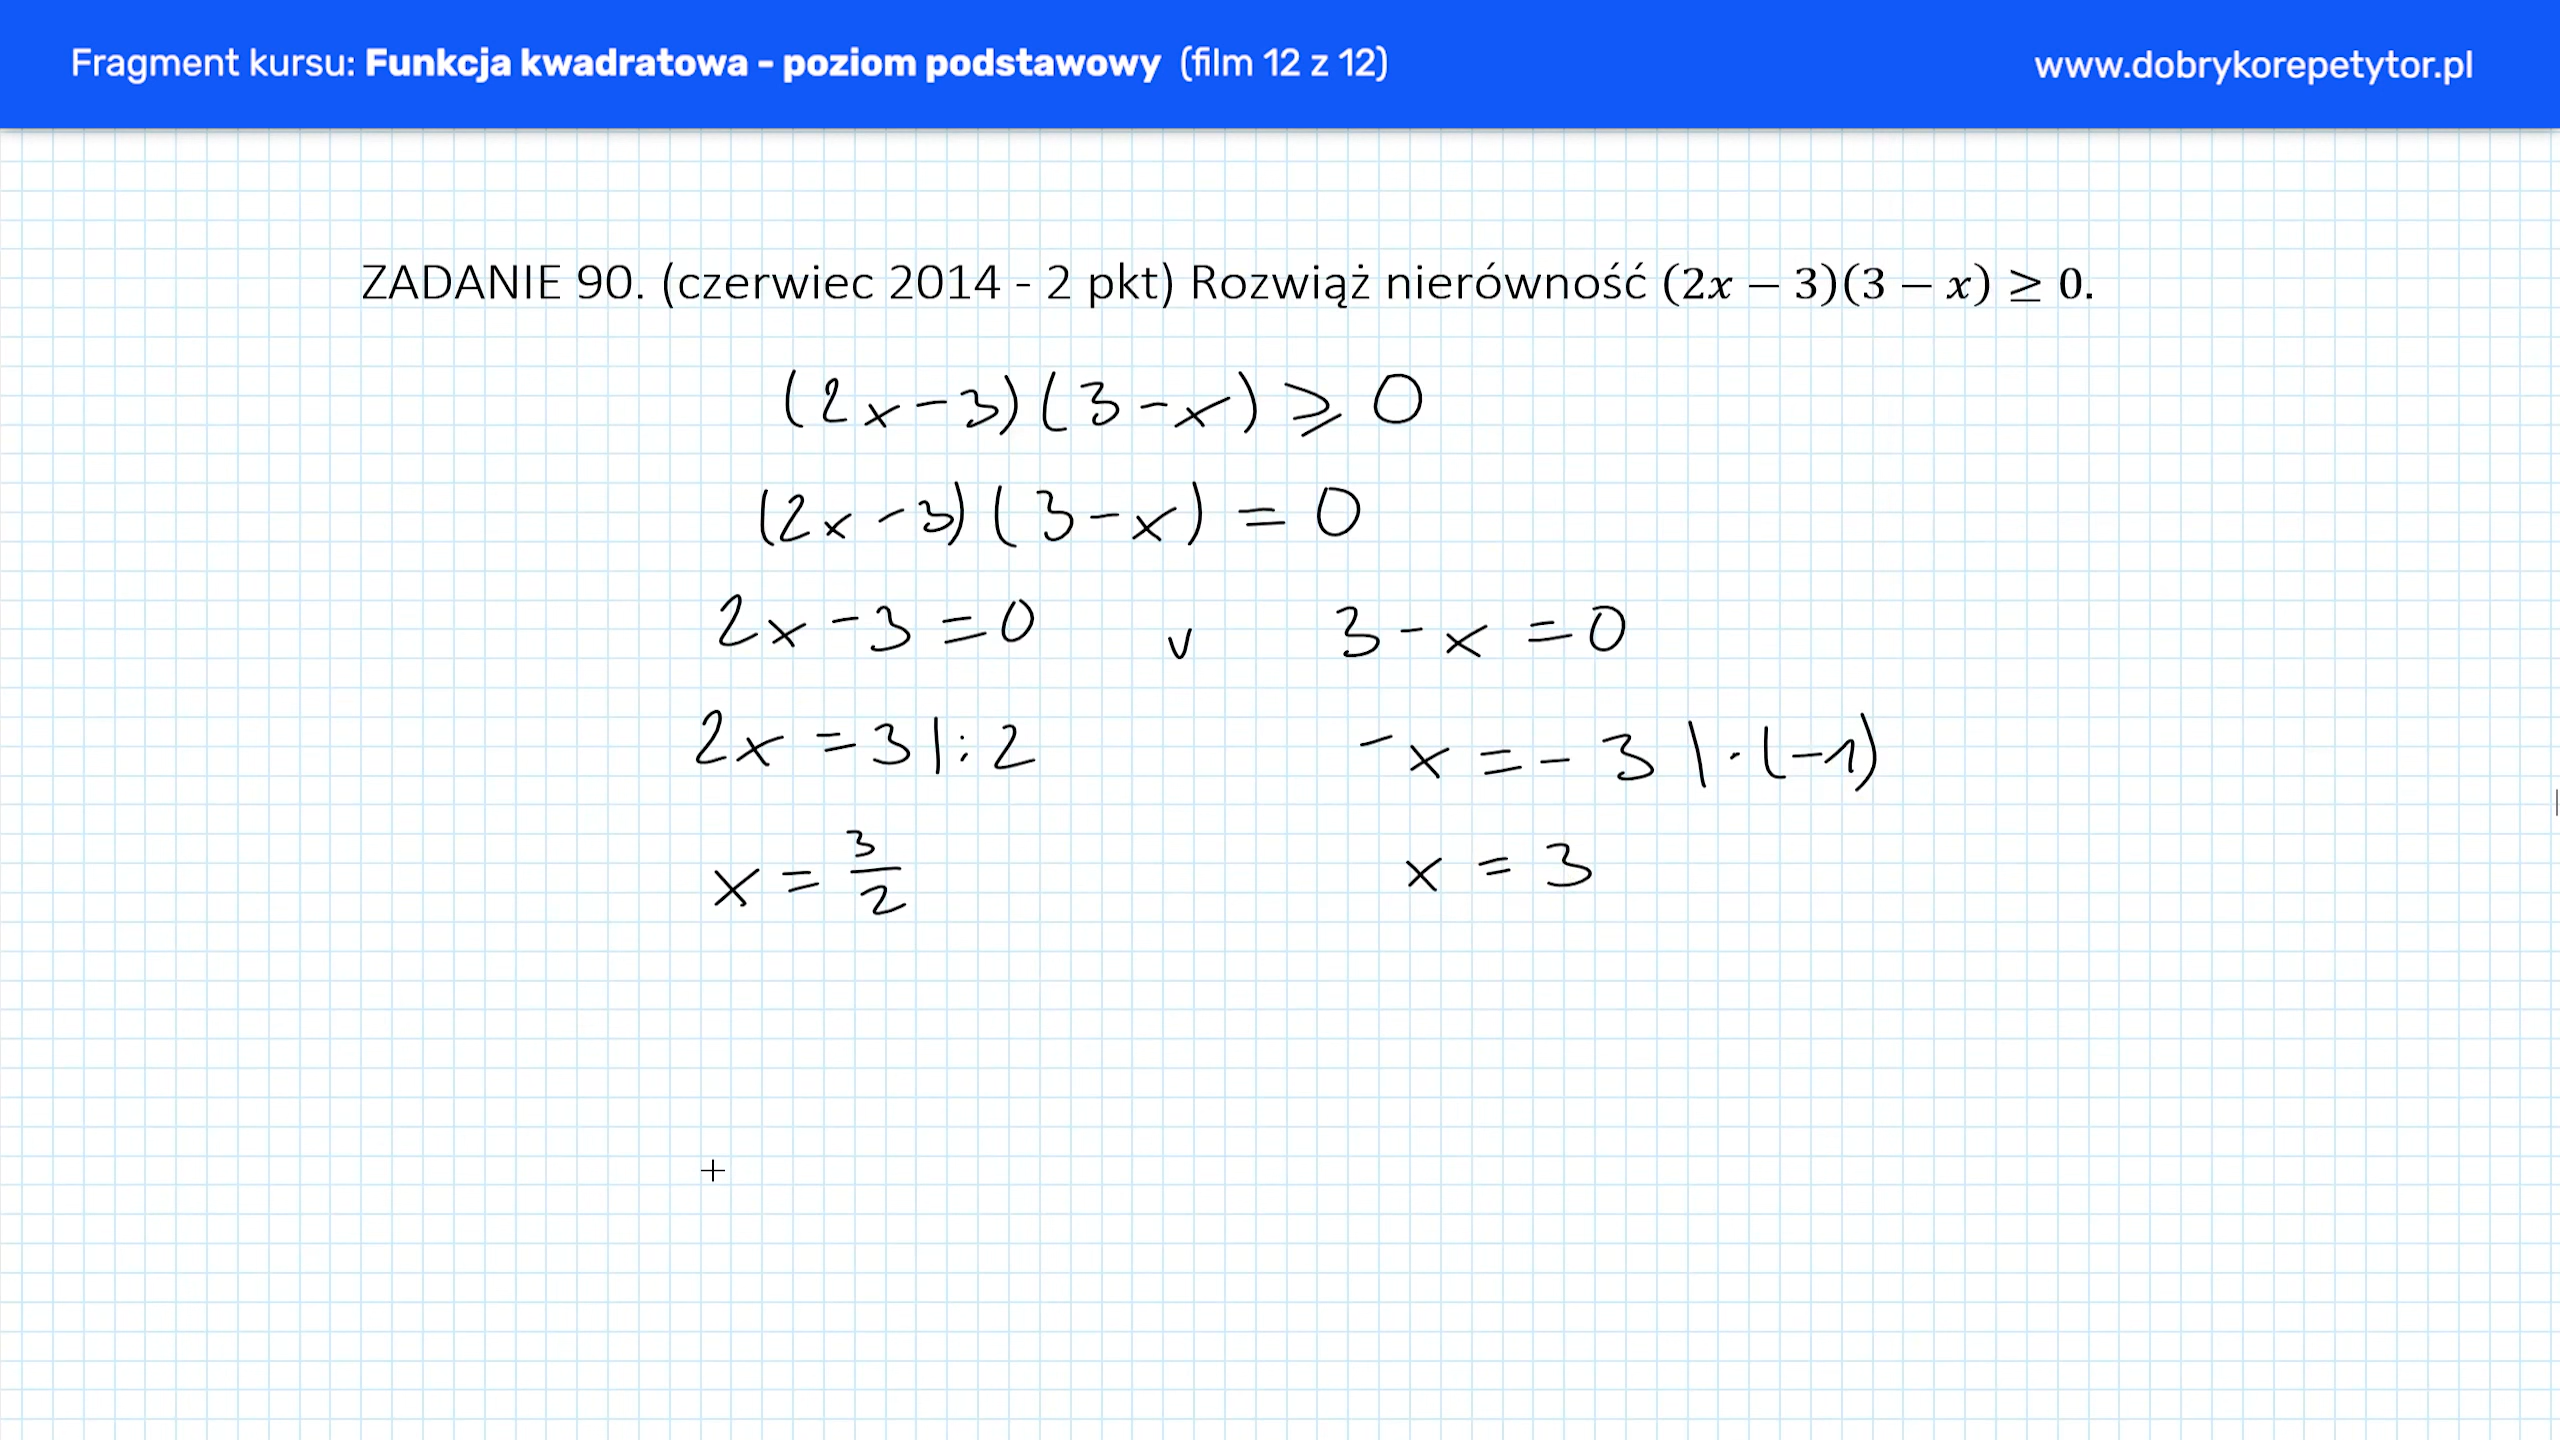 Fragment kursu: Funkcja kwadratowa - poziom podstawowy (film 12 z 12)
www.dobrykorepetytor.pl
ZADANIE 90. (czerwiec 2014 - 2 pkt) Rozwiąż nierówność (2x − 3)(3 − x) ≥ 0.
(2x-3)(3-x) ⩾ 0
(2x-3)(3-x) = 0
2x-3=0 v 3-x=0
2x=3|:2 -x=-3|·(-1)
x = 3/2 x = 3